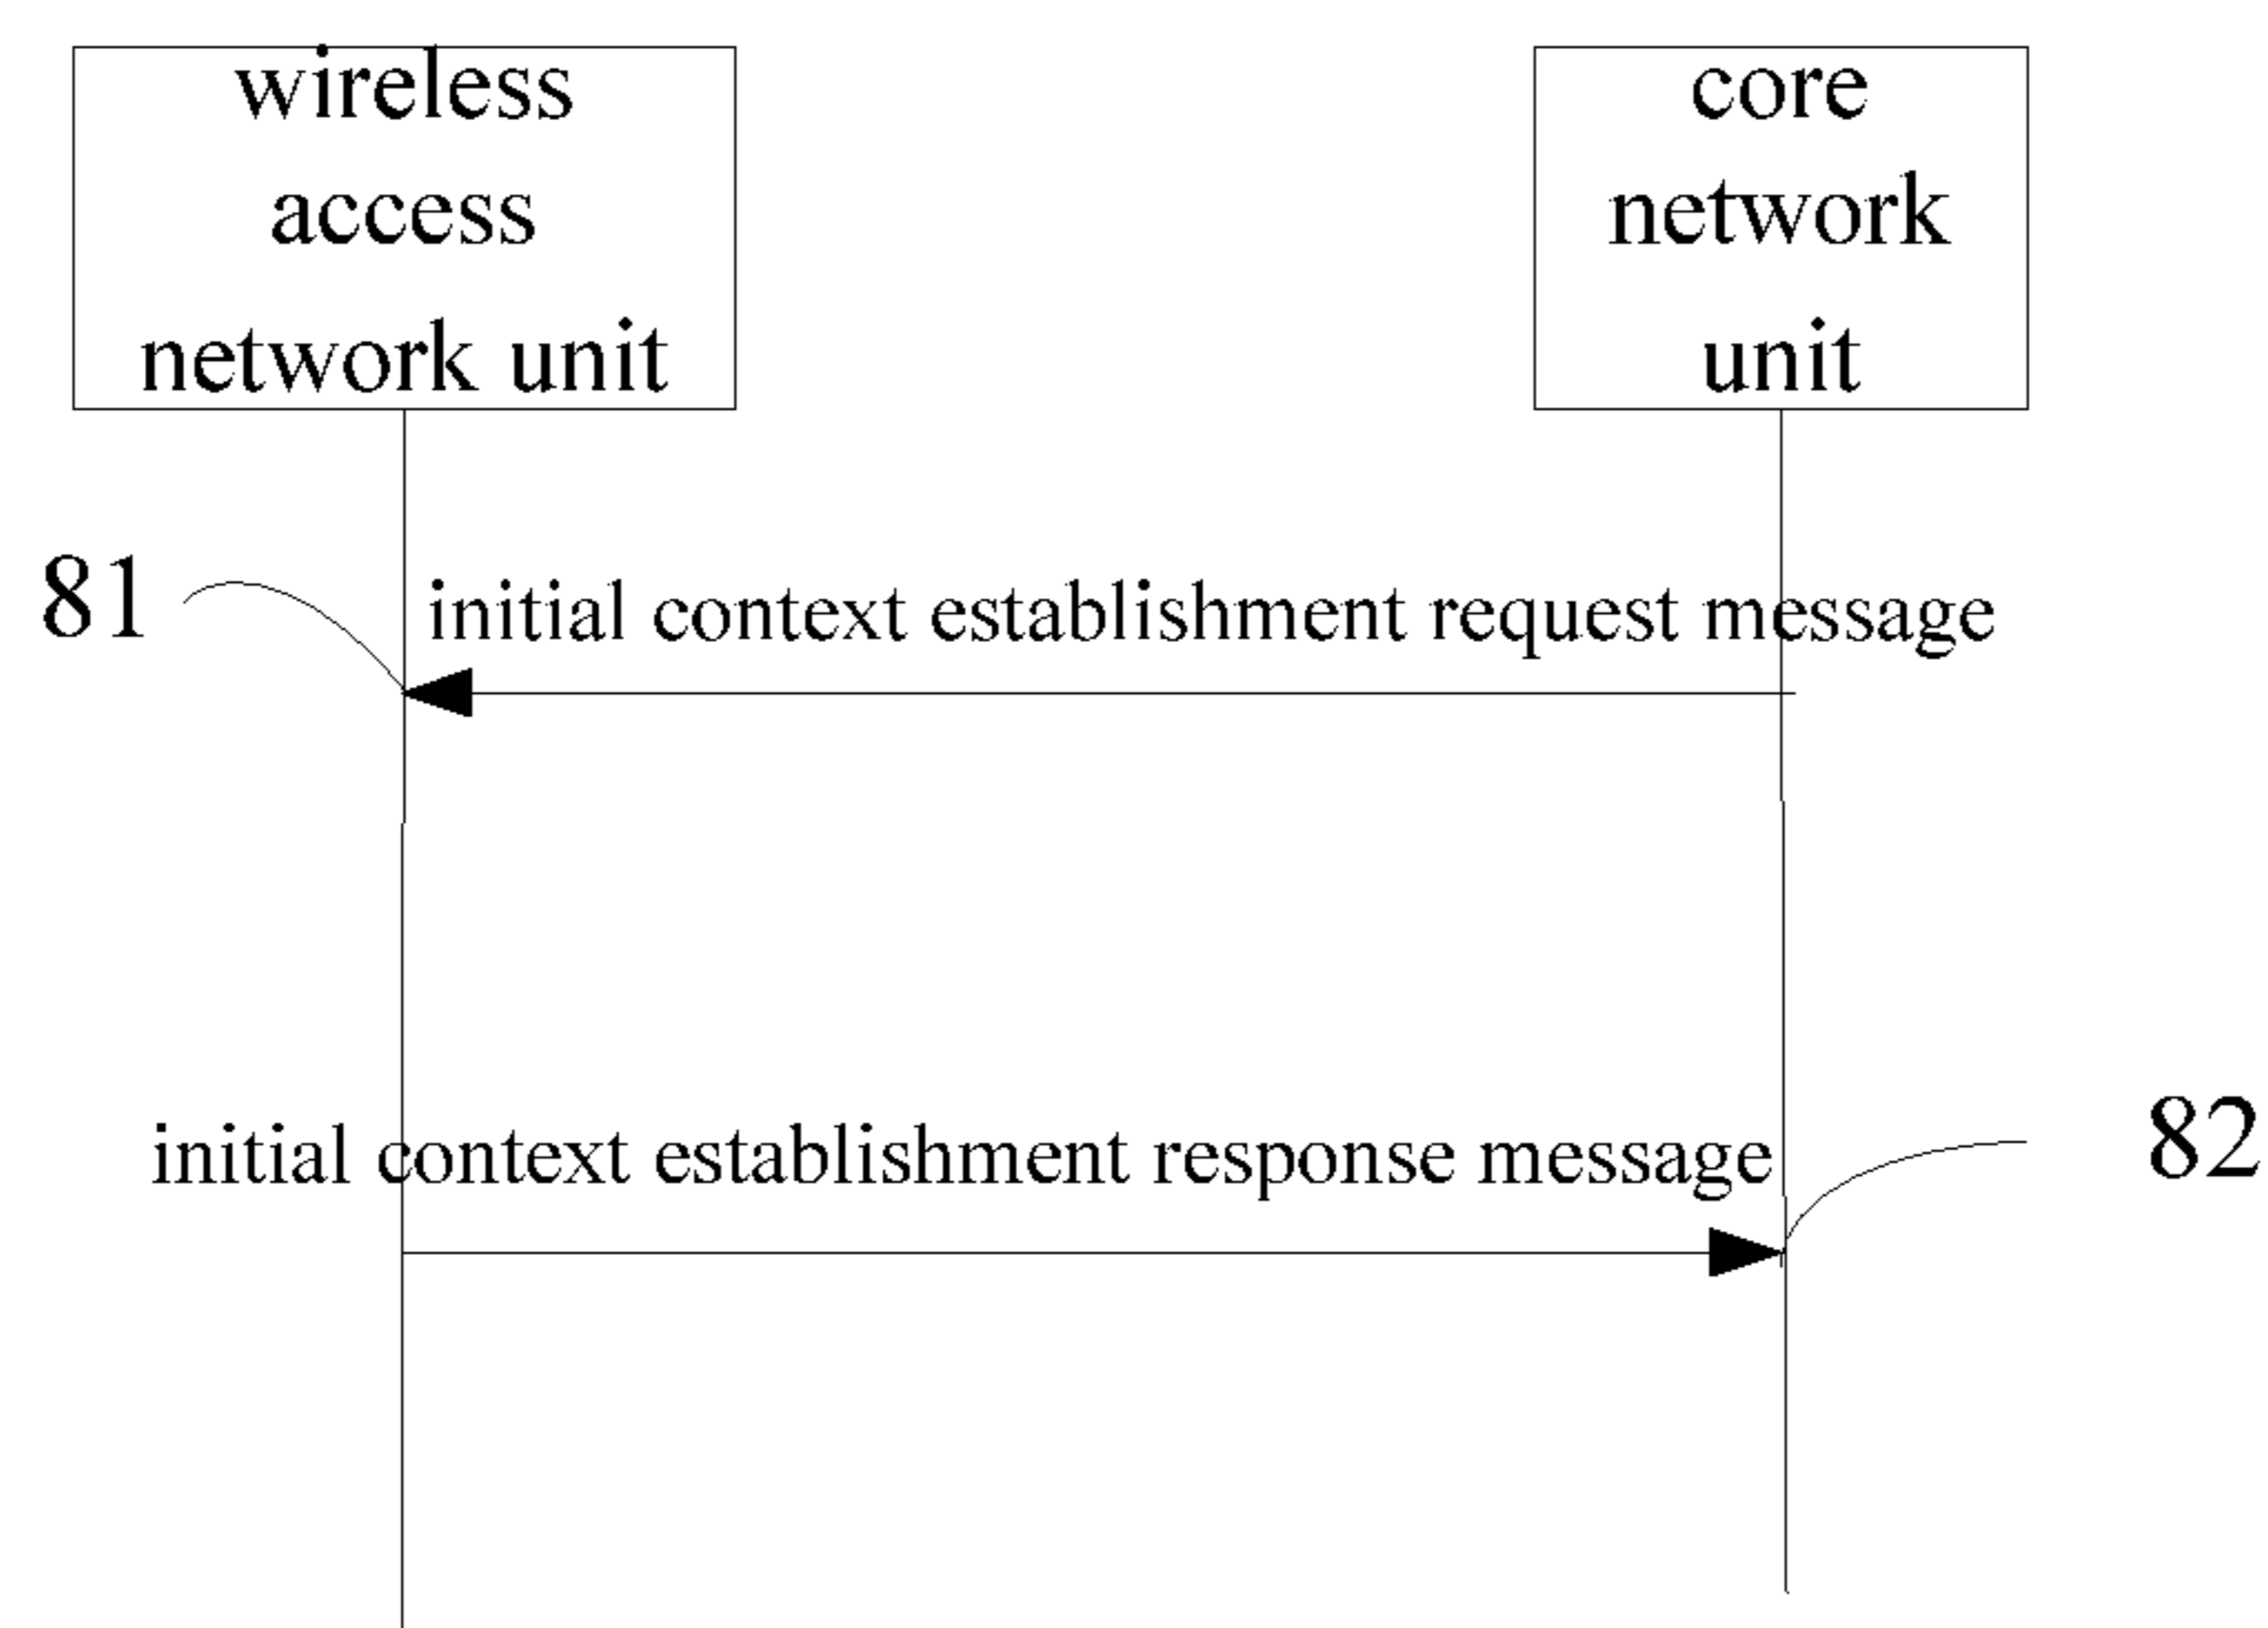 wireless
access
network unit
core
network
unit
81
initial context establishment request message
initial context establishment response message
82